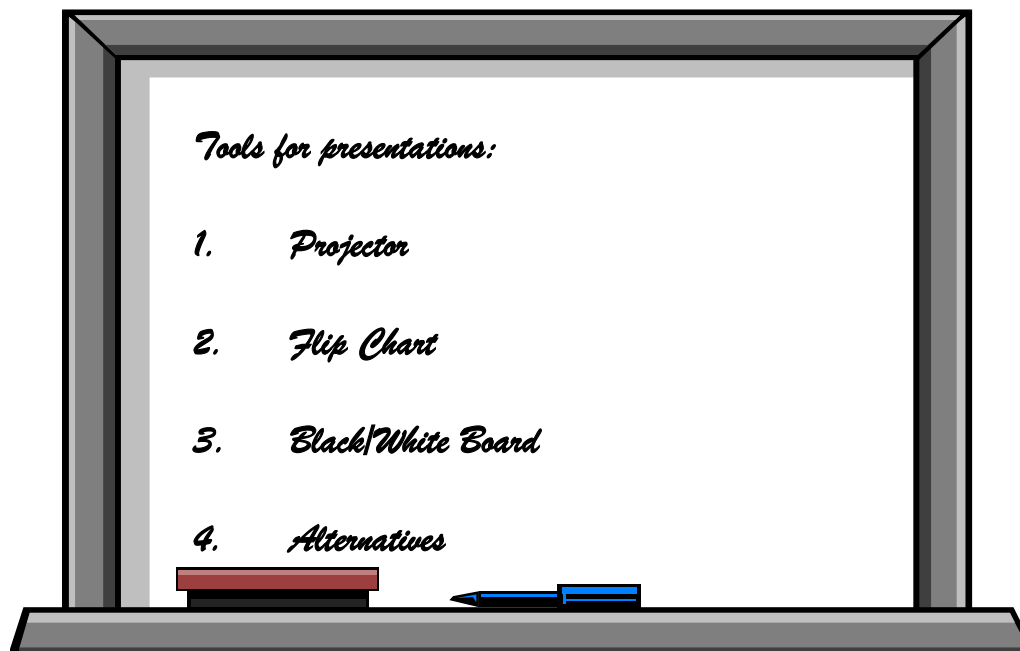 Tools for presentations:
1. Projector
2. Flip Chart
3. Black/White Board
4. Alternatives